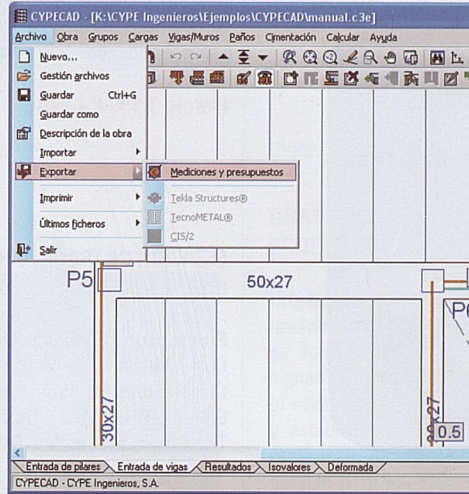 CYPECAD - [K:\CYPE Ingenieros\Ejemplos\CYPECAD\manual.c3e]
Archivo Obra Grupos Cargas Vigas/Muros Paños Cimentación Calcular Ayuda
Nuevo...
Gestión archivos
Guardar Ctrl+G
Guardar como
Descripción de la obra
Importar
Exportar
Mediciones y presupuestos
Tekla Structures®
TecnoMETAL®
CIS/2
Imprimir
Últimos ficheros
Salir
P5
50x27
P6
30x27
0.5
Entrada de pilares Entrada de vigas Resultados Isovalores Deformada
CYPECAD - CYPE Ingenieros, S.A.